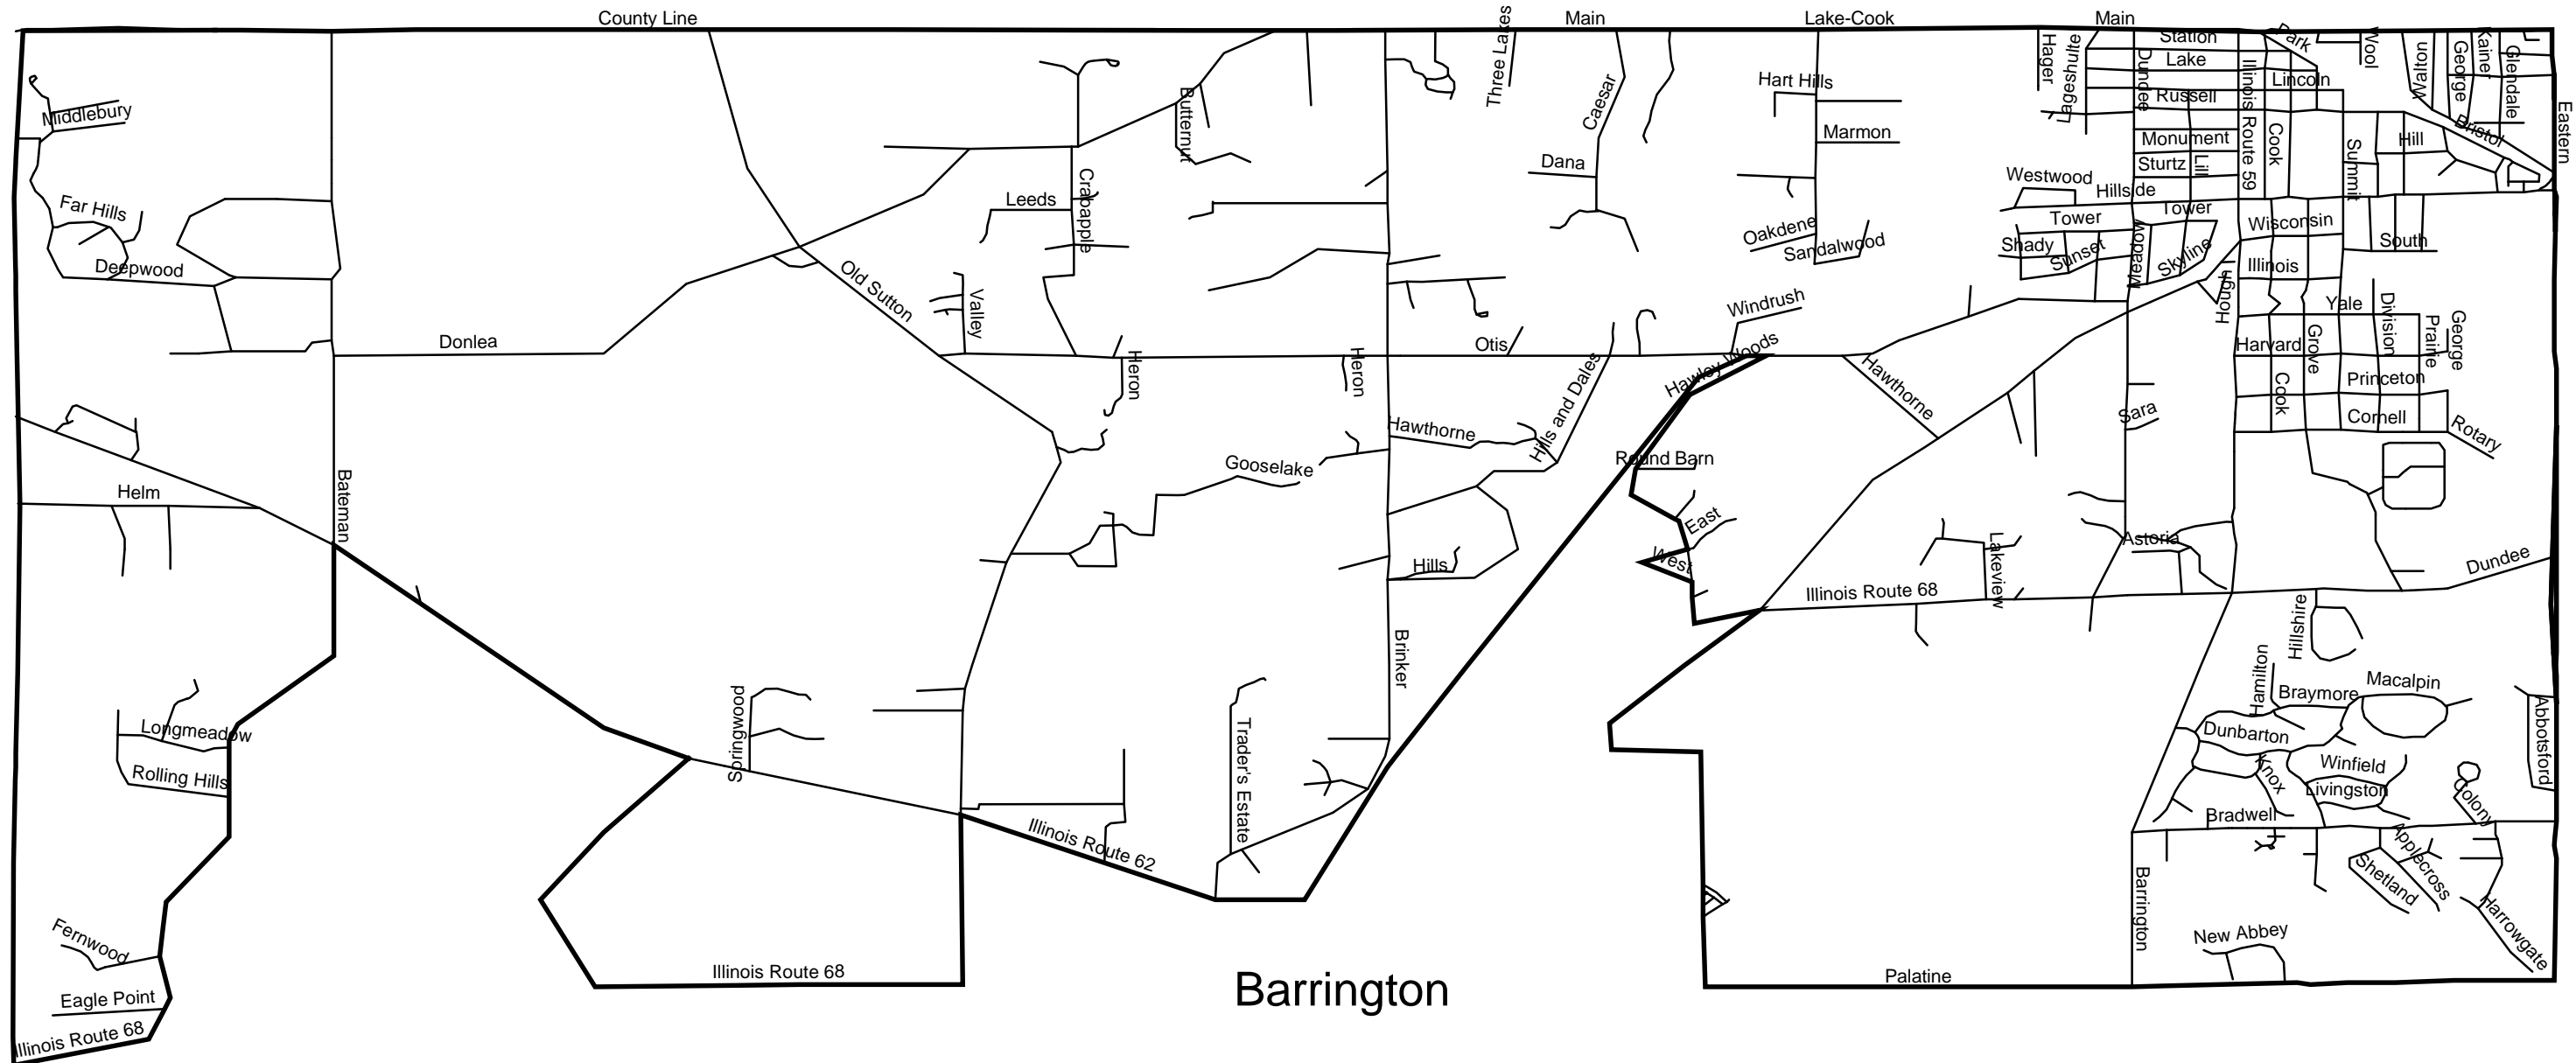 County Line
Main
Lake-Cook
Main
Three Lakes
Hager
Lageshulte
Station
Park
Wool
Walton
George
Kainer
Glendale
Eastern
Lake
Dundee
Illinois Route 59
Lincoln
Russell
Middlebury
Butternut
Caesar
Hart Hills
Marmon
Monument
Cook
Summit
Hill
Bristol
Dana
Sturtz
Lill
Westwood
Hillside
Crabapple
Leeds
Far Hills
Tower
Tower
Wisconsin
Oakdene
Sandalwood
Shady
Sunset
Meadow
Skyline
South
Deepwood
Old Sutton
Illinois
Hough
Valley
Windrush
Yale
Division
Prairie
George
Donlea
Heron
Heron
Otis
Hawley Woods
Hawthorne
Harvard
Grove
Hills and Dales
Cook
Princeton
Sara
Cornell
Rotary
Hawthorne
Gooselake
Round Barn
Helm
Bateman
East
West
Lakeview
Astoria
Dundee
Hills
Illinois Route 68
Hillshire
Brinker
Hamilton
Braymore
Macalpin
Abbotsford
Springwood
Trader's Estate
Longmeadow
Rolling Hills
Dunbarton
Knox
Winfield
Livingston
Colony
Bradwell
Illinois Route 62
Applecross
Shetland
Barrington
Harrowgate
Fernwood
New Abbey
Illinois Route 68
Palatine
Eagle Point
Illinois Route 68
Barrington